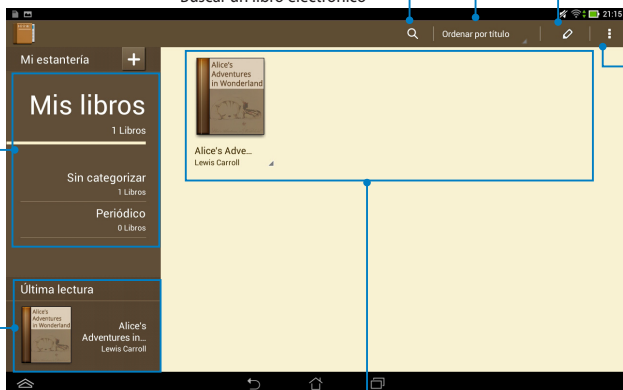 Buscar un libro electrónico
21:15
Ordenar por título
Mi estantería
Mis libros
1 Libros
Sin categorizar
1 Libros
Periódico
0 Libros
Última lectura
Alice's
Adventures
in Wonderland
Alice's
Adventures in...
Lewis Carroll
Alice's
Adventures
in Wonderland
Alice's Adve...
Lewis Carroll